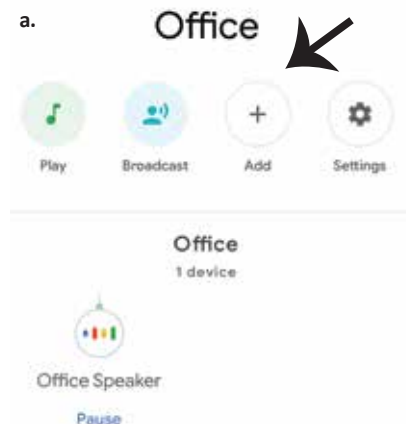 a.
Office
Play Broadcast Add Settings
Office
1 device
Office Speaker
Pause